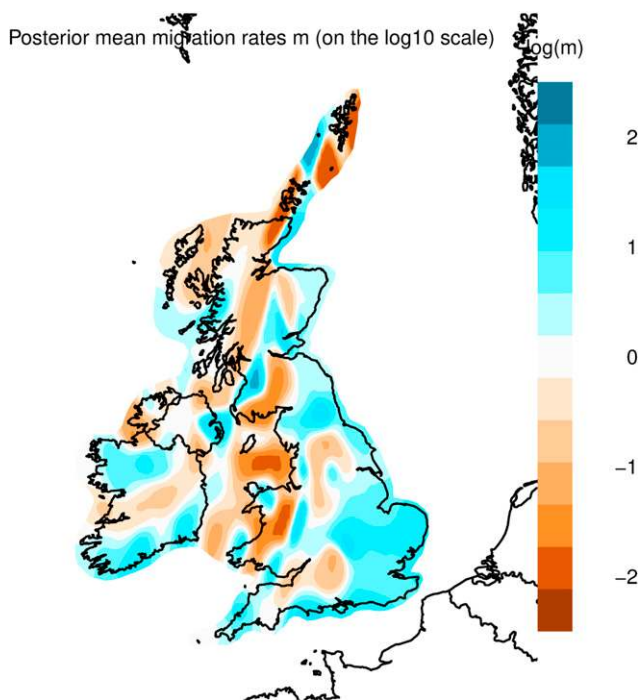 Posterior mean migration rates m (on the log10 scale)
log(m)
2
1
0
−1
−2